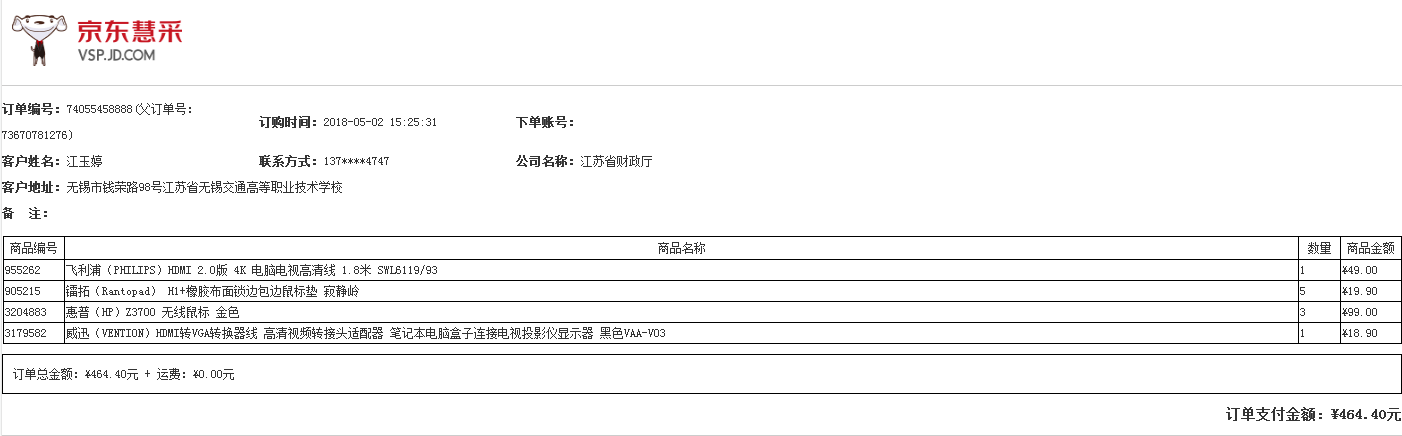 京东慧采
VSP.JD.COM
订单编号：74055458888(父订单号：
73670781276)
订购时间：2018-05-02 15:25:31
下单账号：
客户姓名：江玉婷
联系方式：137****4747
公司名称：江苏省财政厅
客户地址：无锡市钱荣路98号江苏省无锡交通高等职业技术学校
备 注：
商品编号 商品名称 数量 商品金额
955262 飞利浦（PHILIPS）HDMI 2.0版 4K 电脑电视高清线 1.8米 SWL6119/93 1 ¥49.00
905215 镭拓（Rantopad） H1+橡胶布面锁边包边鼠标垫 寂静岭 5 ¥19.90
3204883 惠普（HP）Z3700 无线鼠标 金色 3 ¥99.00
3179582 威迅（VENTION）HDMI转VGA转换器线 高清视频转接头适配器 笔记本电脑盒子连接电视投影仪显示器 黑色VAA-V03 1 ¥18.90
订单总金额：¥464.40元 + 运费：¥0.00元
订单支付金额：¥464.40元